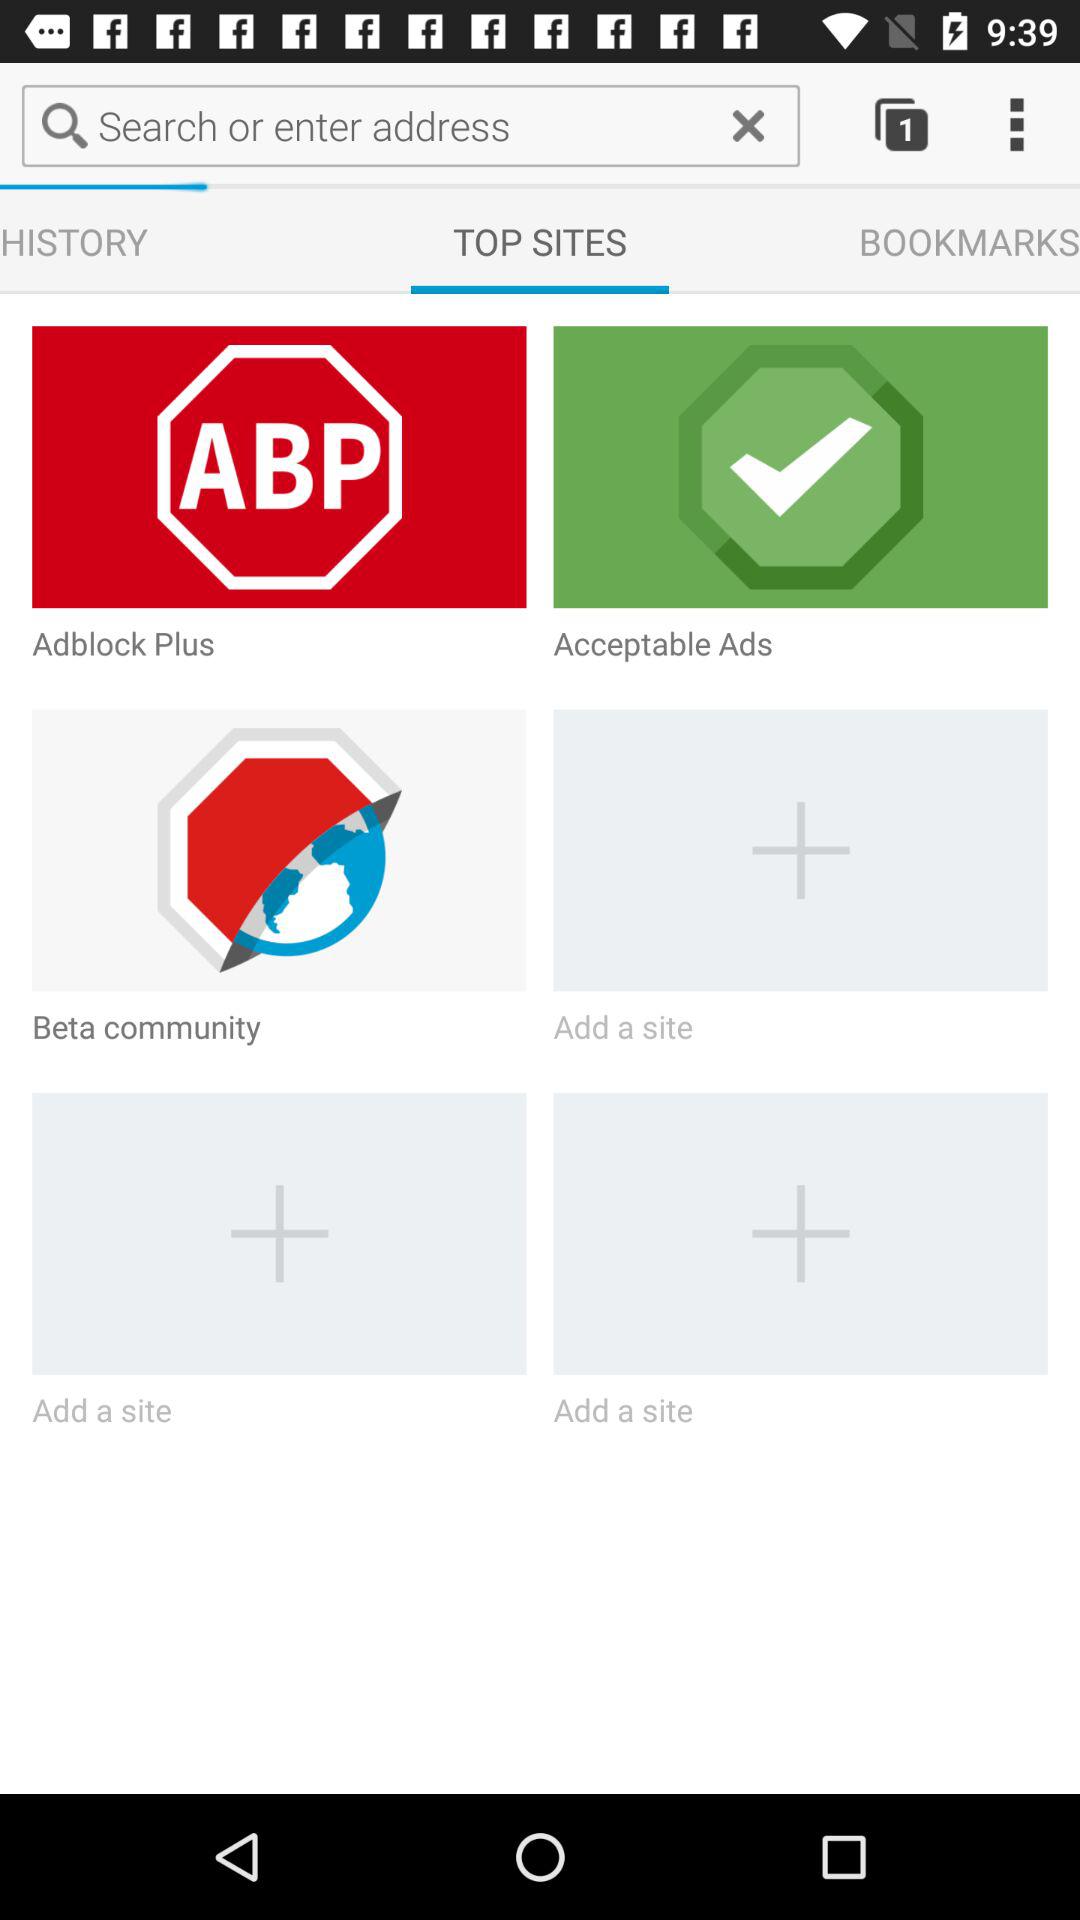 9:39
Search or enter address
1
HISTORY TOP SITES BOOKMARKS
ABP
Adblock Plus Acceptable Ads
Beta community Add a site
Add a site Add a site